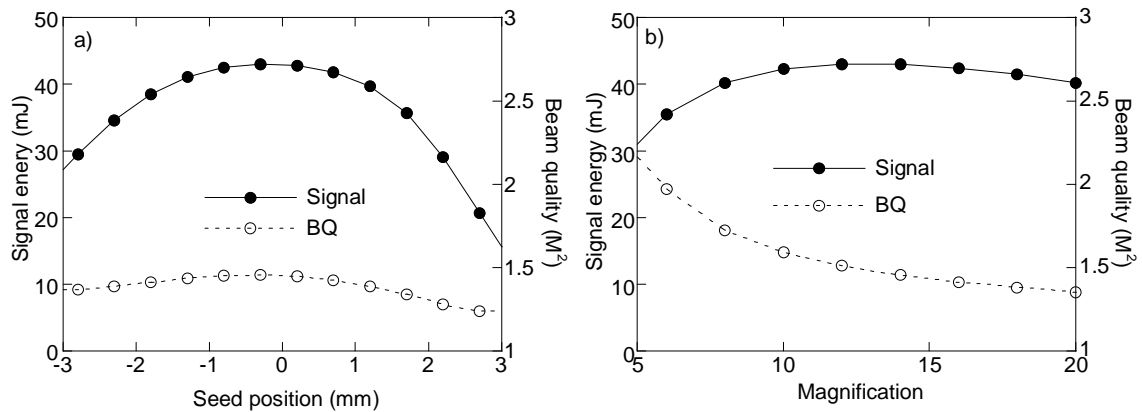 a)
50
40
30
20
10
0
Signal enery (mJ)
3
2.5
2
1.5
1
Beam quality (M²)
Signal
BQ
-3 -2 -1 0 1 2 3
Seed position (mm)
b)
50
40
30
20
10
0
Signal energy (mJ)
3
2.5
2
1.5
1
Beam quality (M²)
Signal
BQ
5 10 15 20
Magnification